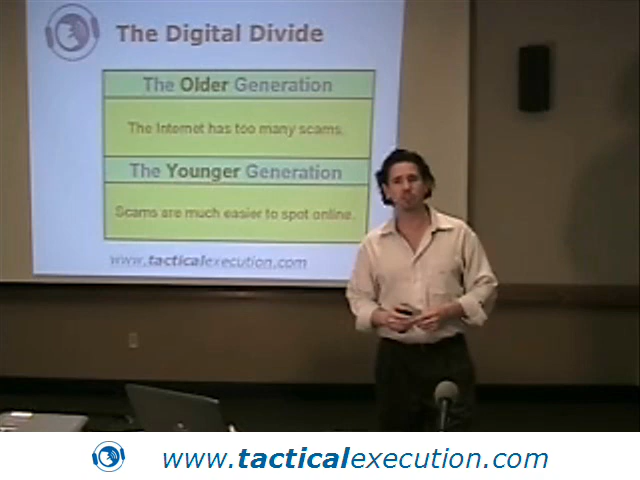 The Digital Divide
The Older Generation
The Internet has too many scams.
The Younger Generation
Scams are much easier to spot online.
www.tacticalexecution.com
www.tacticalexecution.com